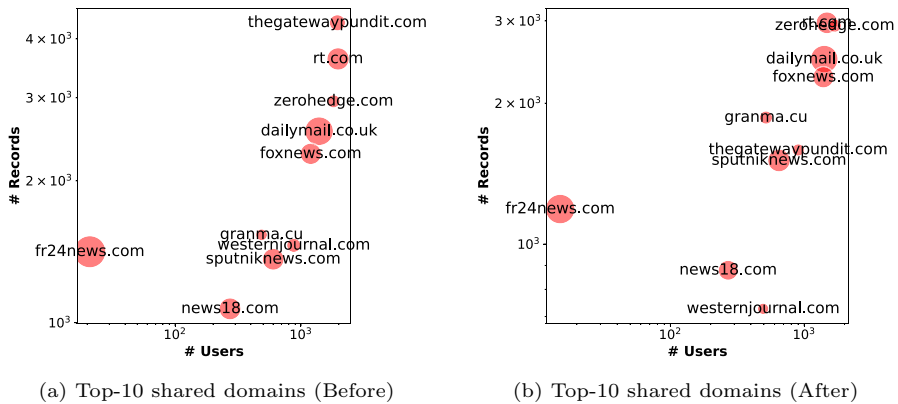 thegatewaypundit.com
4 × 10³
rt.com
3 × 10³
zerohedge.com
dailymail.co.uk
foxnews.com
2 × 10³
granma.cu
westernjournal.com
fr24news.com
sputniknews.com
news18.com
10³
10² 10³
# Records
# Users
(a) Top-10 shared domains (Before)
3 × 10³
rt.com
zerohedge.com
dailymail.co.uk
foxnews.com
2 × 10³
granma.cu
thegatewaypundit.com
sputniknews.com
fr24news.com
10³
news18.com
westernjournal.com
10² 10³
# Records
# Users
(b) Top-10 shared domains (After)